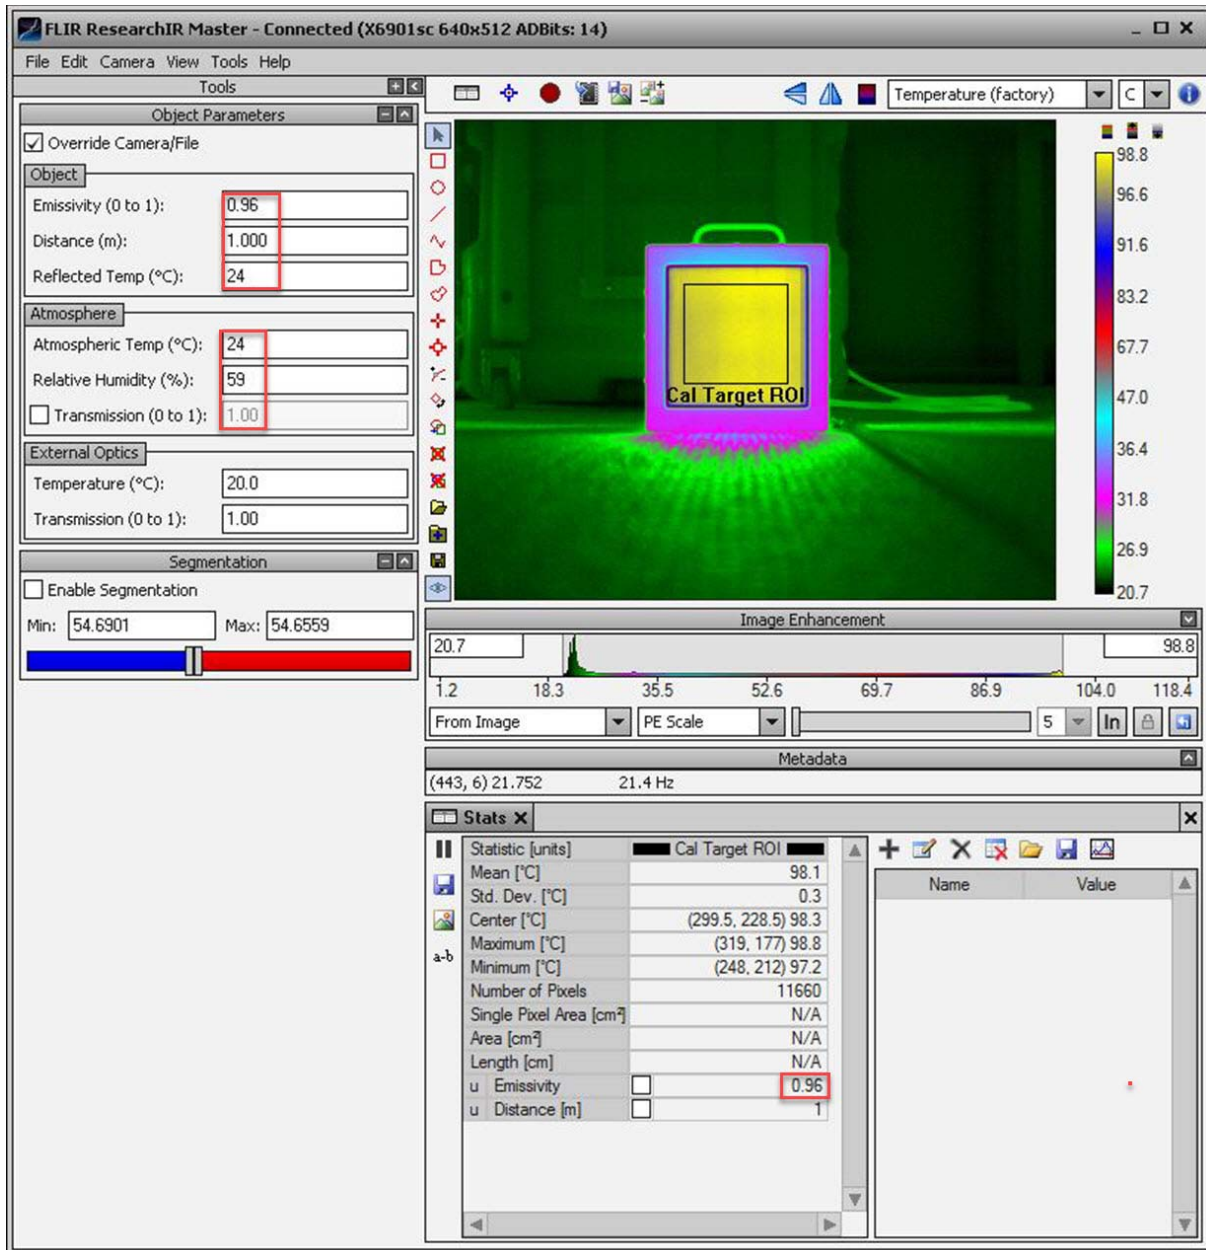 FLIR ResearchIR Master - Connected (X6901sc 640x512 ADBits: 14)
File Edit Camera View Tools Help
Tools
Object Parameters
Override Camera/File
Object
Emissivity (0 to 1): 0.96
Distance (m): 1.000
Reflected Temp (°C): 24
Atmosphere
Atmospheric Temp (°C): 24
Relative Humidity (%): 59
Transmission (0 to 1): 1.00
External Optics
Temperature (°C): 20.0
Transmission (0 to 1): 1.00
Segmentation
Enable Segmentation
Min: 54.6901 Max: 54.6559
Temperature (factory) C
Cal Target ROI
98.8
96.6
91.6
83.2
67.7
47.0
36.4
31.8
26.9
20.7
Image Enhancement
20.7 98.8
1.2 18.3 35.5 52.6 69.7 86.9 104.0 118.4
From Image PE Scale 5 In
Metadata
(443, 6) 21.752 21.4 Hz
Stats X
Statistic [units] Cal Target ROI
Mean [°C] 98.1
Std. Dev. [°C] 0.3
Center [°C] (299.5, 228.5) 98.3
Maximum [°C] (319, 177) 98.8
Minimum [°C] (248, 212) 97.2
Number of Pixels 11660
Single Pixel Area [cm²] N/A
Area [cm²] N/A
Length [cm] N/A
u Emissivity 0.96
u Distance [m] 1
a-b
Name Value